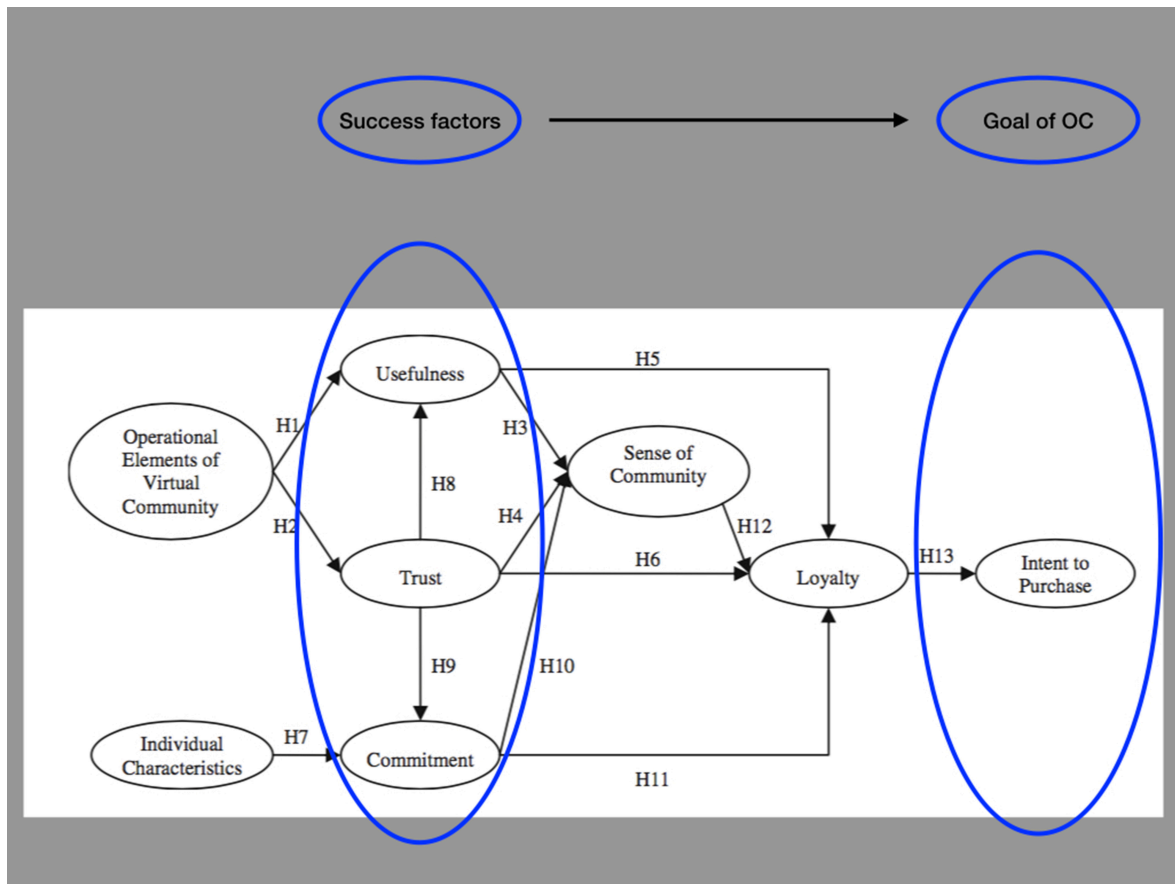 Success factors
Goal of OC
H5
Usefulness
H1
H3
Operational
Elements of
Virtual
Community
Sense of
Community
H8
H4
H2
H12
H6
H13
Trust
Loyalty
Intent to
Purchase
H9
H10
H7
Individual
Characteristics
Commitment
H11